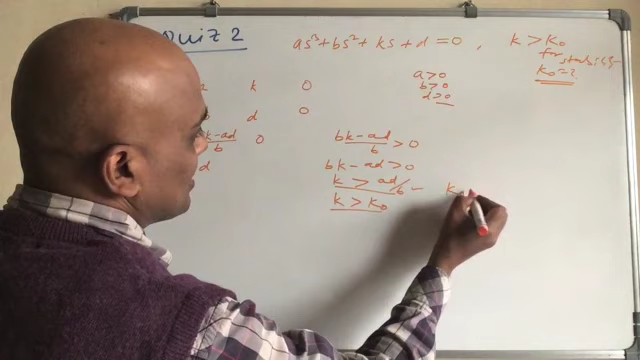 Quiz 2
as³+bs²+ks+d=0, k>K₀
for stability
K₀=?
a k 0
a>0
b>0
d>0
d 0
k-ad/b 0
bk-ad/b >0
d
bk-ad>0
k > ad/b
k > K₀
K